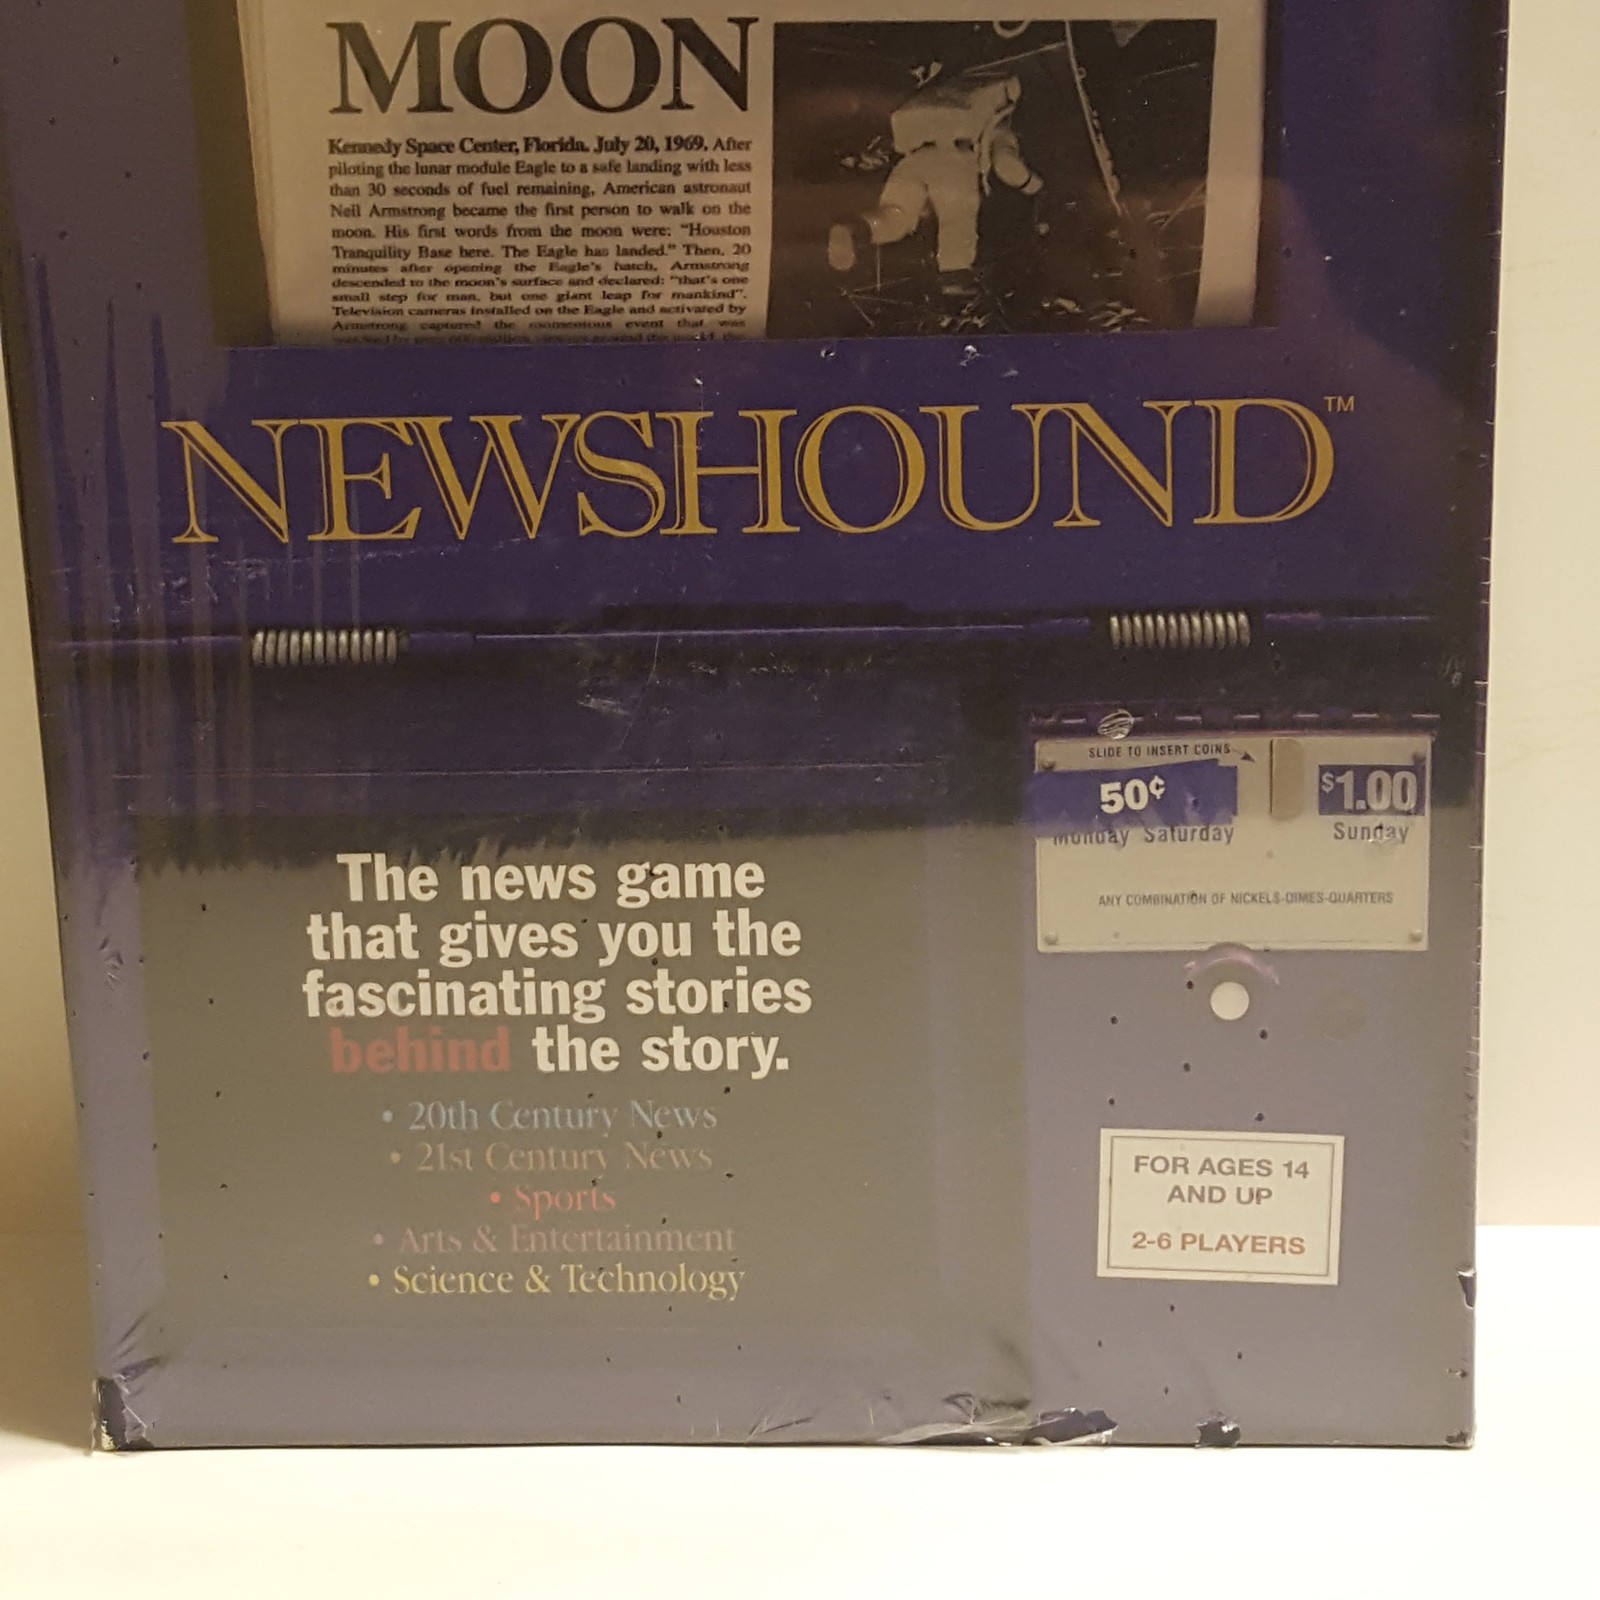 MOON
Kennedy Space Center, Florida. July 20, 1969. After
piloting the lunar module Eagle to a safe landing with less
than 30 seconds of fuel remaining, American astronaut
Neil Armstrong became the first person to walk on the
moon. His first words from the moon were: "Houston
Tranquility Base here. The Eagle has landed." Then, 20
minutes after opening the Eagle's hatch, Armstrong
descended to the moon's surface and declared: "that's one
small step for man, but one giant leap for mankind".
Television cameras installed on the Eagle and activated by
Armstrong captured the momentous event that was
NEWSHOUND™
SLIDE TO INSERT COINS
50¢
$1.00
Monday Saturday
Sunday
ANY COMBINATION OF NICKELS-DIMES-QUARTERS
The news game
that gives you the
fascinating stories
behind the story.
• 20th Century News
• 21st Century News
• Sports
• Arts & Entertainment
• Science & Technology
FOR AGES 14
AND UP
2-6 PLAYERS